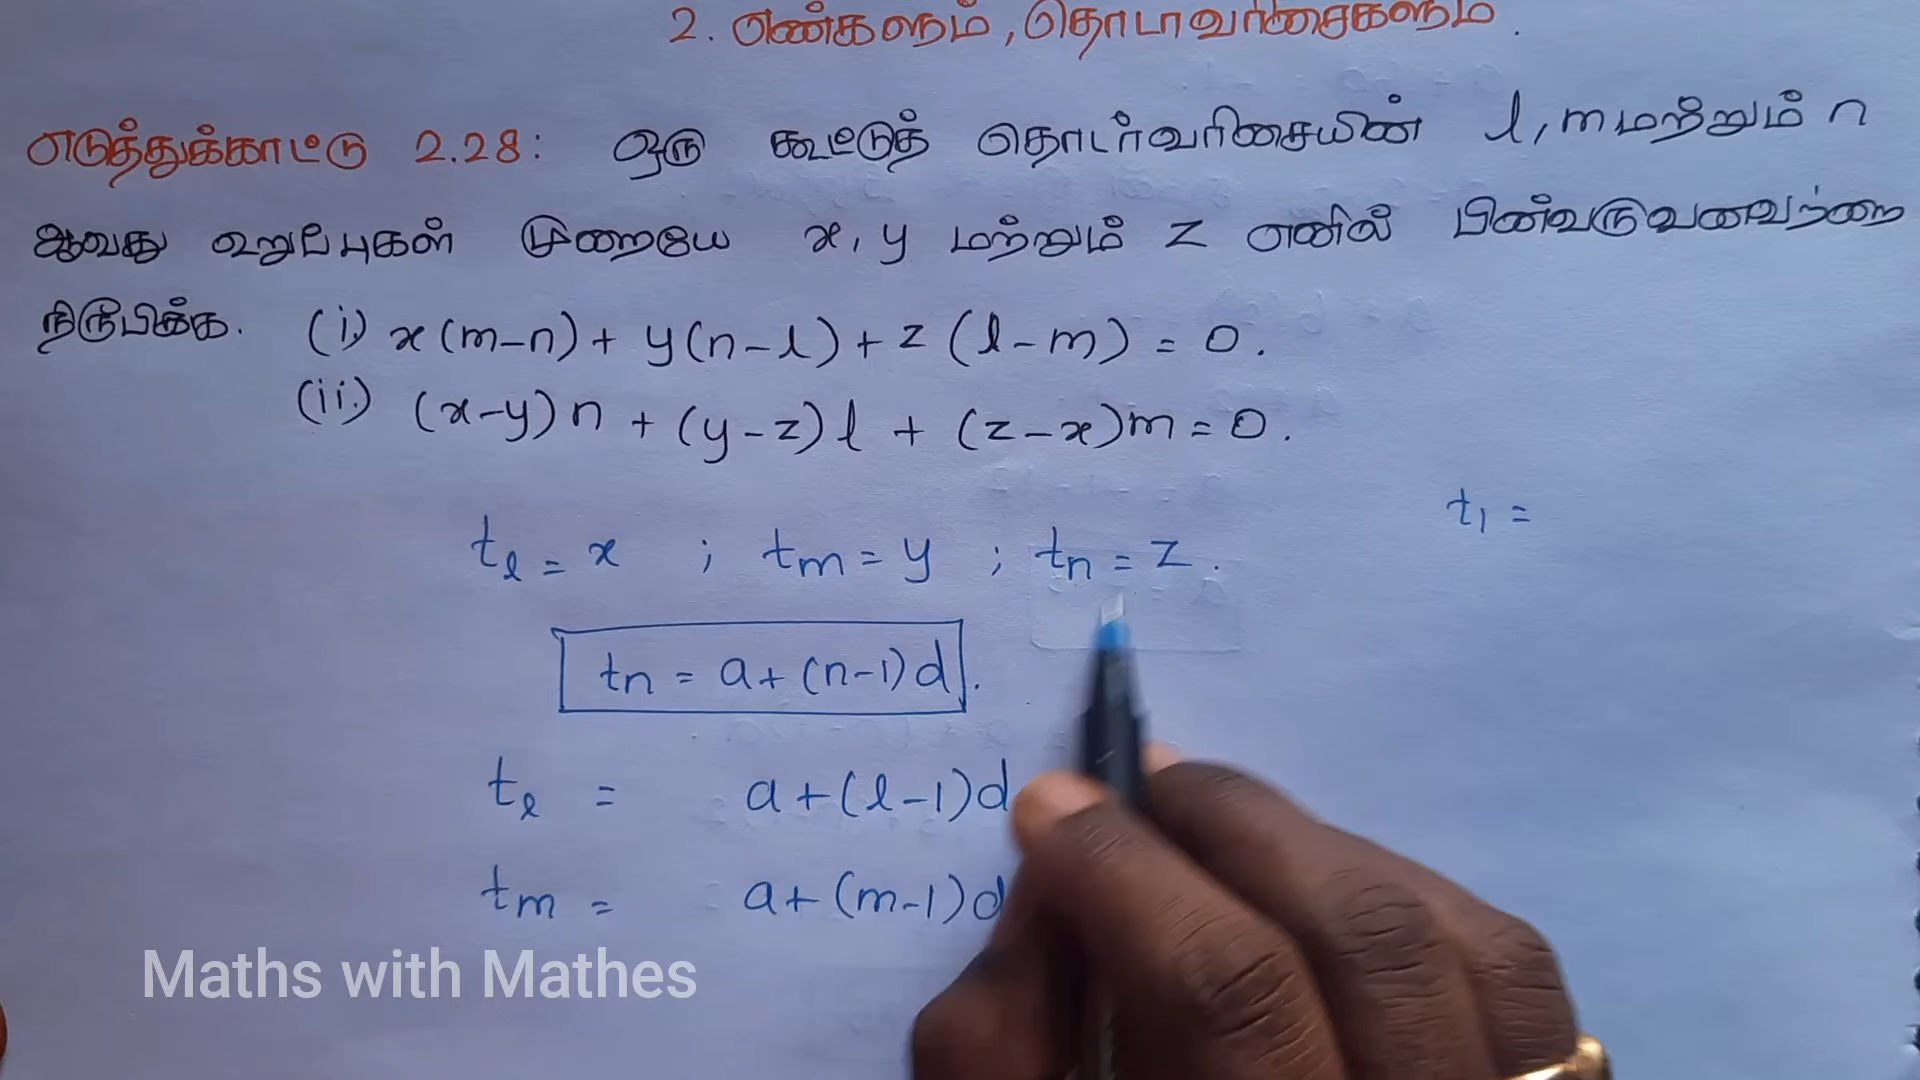 2. எண்களும், தொடர்வரிசைகளும்.
எடுத்துக்காட்டு 2.28: ஒரு கூட்டுத் தொடர்வரிசையின் l, m மற்றும் n
ஆவது உறுப்புகள் முறையே x, y மற்றும் z எனில் பின்வருவனவற்றை
நிரூபிக்க. (i) x(m-n) + y(n-l) + z(l-m) = 0.
(ii) (x-y)n + (y-z)l + (z-x)m = 0.
t1 =
tl = x ; tm = y ; tn = z.
tn = a+(n-1)d.
tl = a+(l-1)d
tm = a+(m-1)d
Maths with Mathes